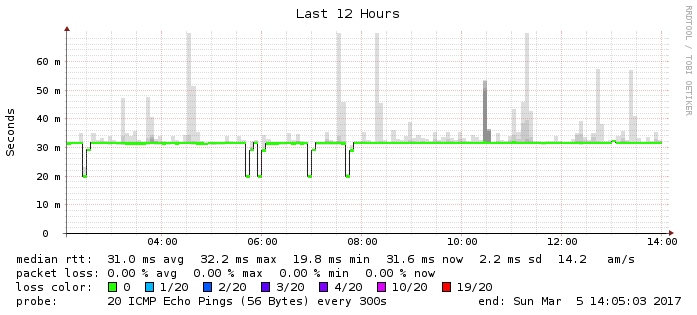 Last 12 Hours
RRDTOOL / TOBI OETIKER
Seconds
60 m
50 m
40 m
30 m
20 m
10 m
0
04:00 06:00 08:00 10:00 12:00 14:00
median rtt: 31.0 ms avg 32.2 ms max 19.8 ms min 31.6 ms now 2.2 ms sd 14.2 am/s
packet loss: 0.00 % avg 0.00 % max 0.00 % min 0.00 % now
loss color: 0 1/20 2/20 3/20 4/20 10/20 19/20
probe: 20 ICMP Echo Pings (56 Bytes) every 300s end: Sun Mar 5 14:05:03 2017